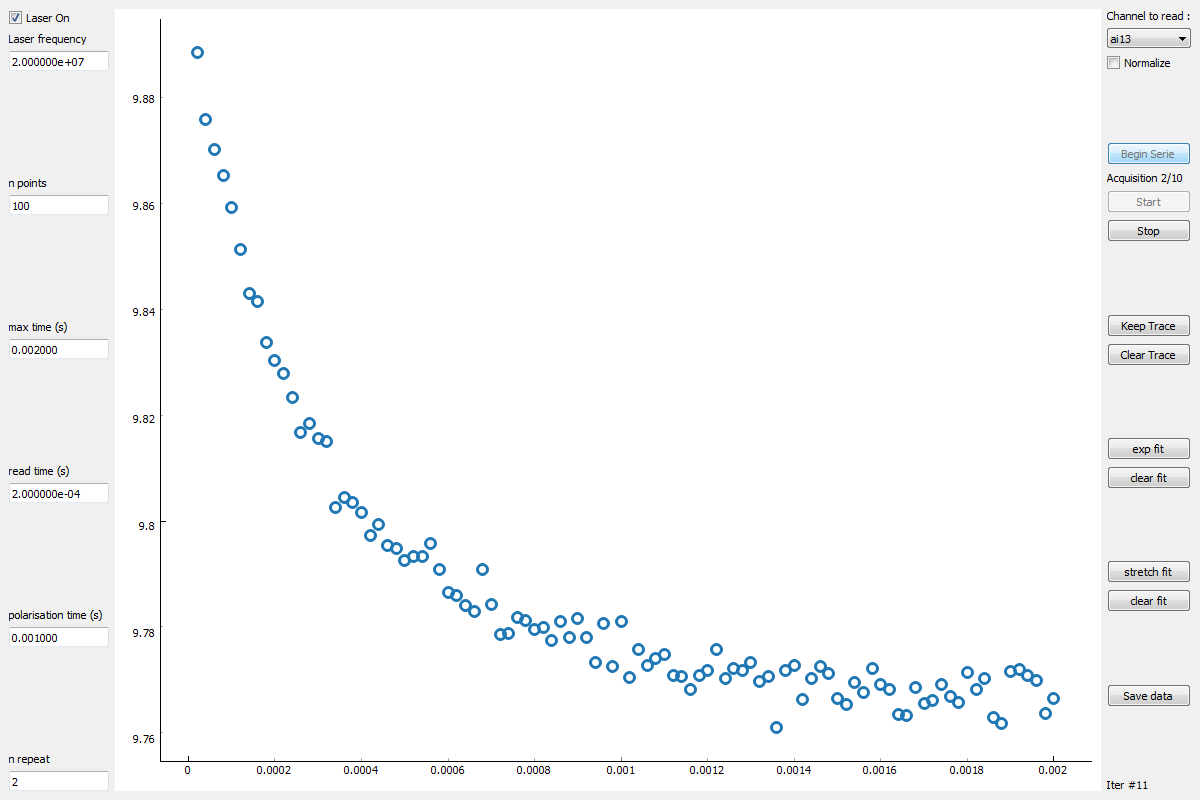 Laser On
Laser frequency
2.000000e+07
n points
100
max time (s)
0.002000
read time (s)
2.000000e-04
polarisation time (s)
0.001000
n repeat
2
9.88
9.86
9.84
9.82
9.8
9.78
9.76
0 0.0002 0.0004 0.0006 0.0008 0.001 0.0012 0.0014 0.0016 0.0018 0.002
Channel to read :
ai13
Normalize
Begin Serie
Acquisition 2/10
Start
Stop
Keep Trace
Clear Trace
exp fit
clear fit
stretch fit
clear fit
Save data
Iter #11